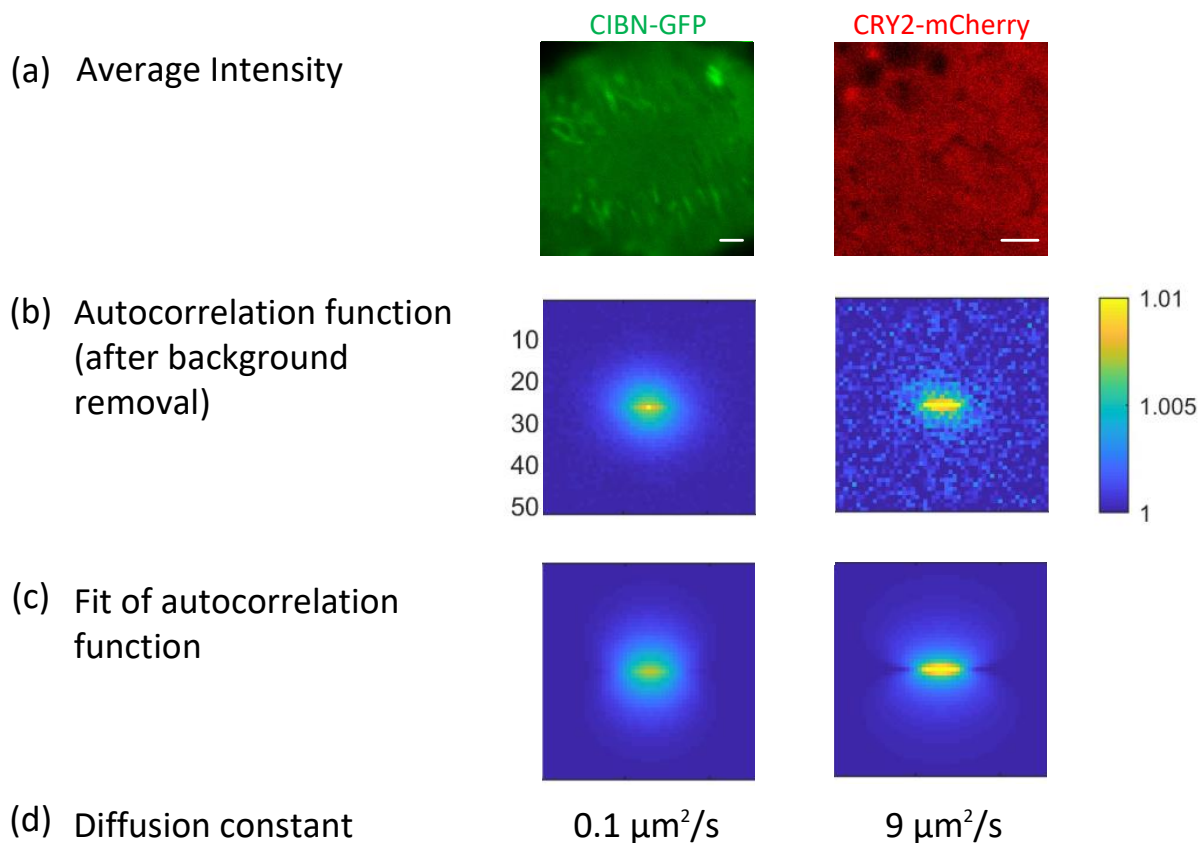 CIBN-GFP
CRY2-mCherry
(a) Average Intensity
(b) Autocorrelation function
(after background
removal)
10
20
30
40
50
1.01
1.005
1
(c) Fit of autocorrelation
function
(d) Diffusion constant
0.1 µm²/s
9 µm²/s